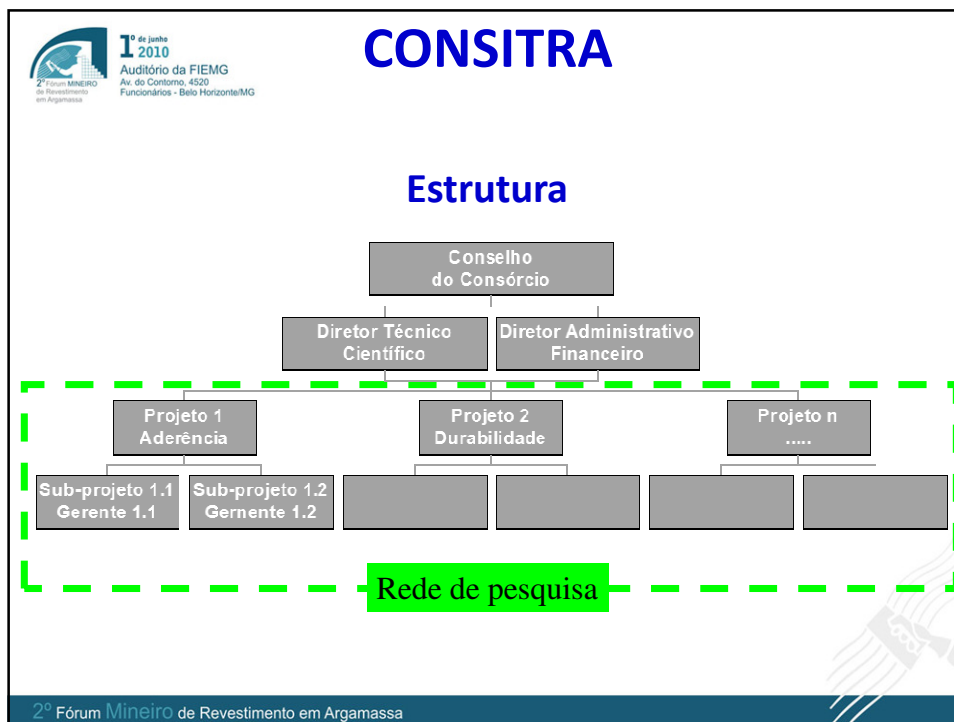 1º de junho
2010
Auditório da FIEMG
Av. do Contorno, 4520
Funcionários - Belo Horizonte/MG
2º Fórum MINEIRO
de Revestimento
em Argamassa
CONSITRA
Estrutura
Conselho
do Consórcio
Diretor Técnico
Científico
Diretor Administrativo
Financeiro
Projeto 1
Aderência
Projeto 2
Durabilidade
Projeto n
.....
Sub-projeto 1.1
Gerente 1.1
Sub-projeto 1.2
Gernente 1.2
Rede de pesquisa
2º Fórum Mineiro de Revestimento em Argamassa